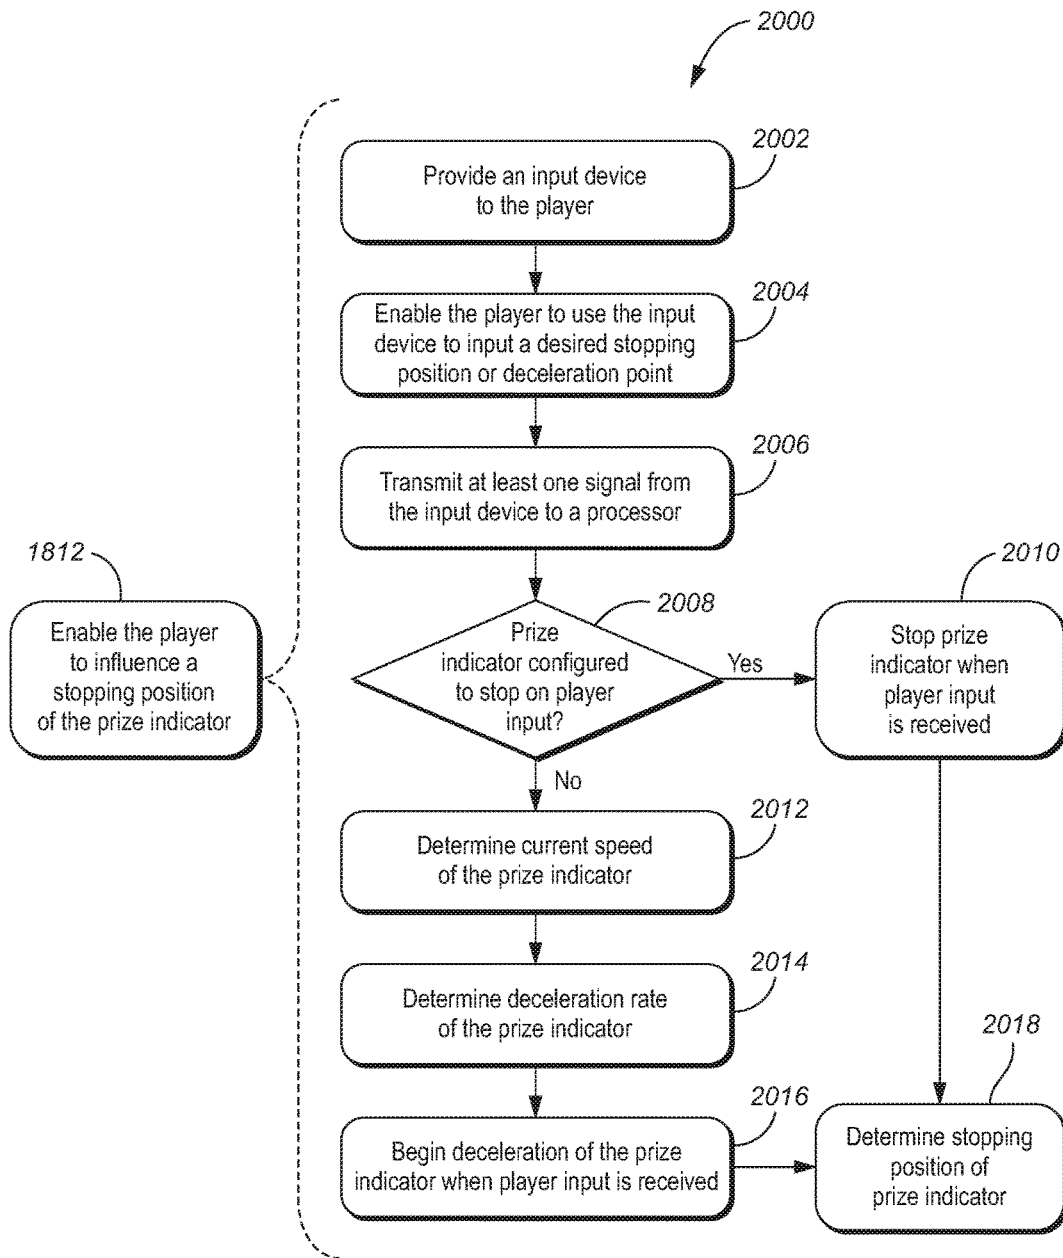 2000
2002
Provide an input device
to the player
2004
Enable the player to use the input
device to input a desired stopping
position or deceleration point
2006
Transmit at least one signal from
the input device to a processor
1812
Enable the player
to influence a
stopping position
of the prize indicator
2008
Prize
indicator configured
to stop on player
input?
Yes
2010
Stop prize
indicator when
player input
is received
No
2012
Determine current speed
of the prize indicator
2014
Determine deceleration rate
of the prize indicator
2016
Begin deceleration of the prize
indicator when player input is received
2018
Determine stopping
position of
prize indicator